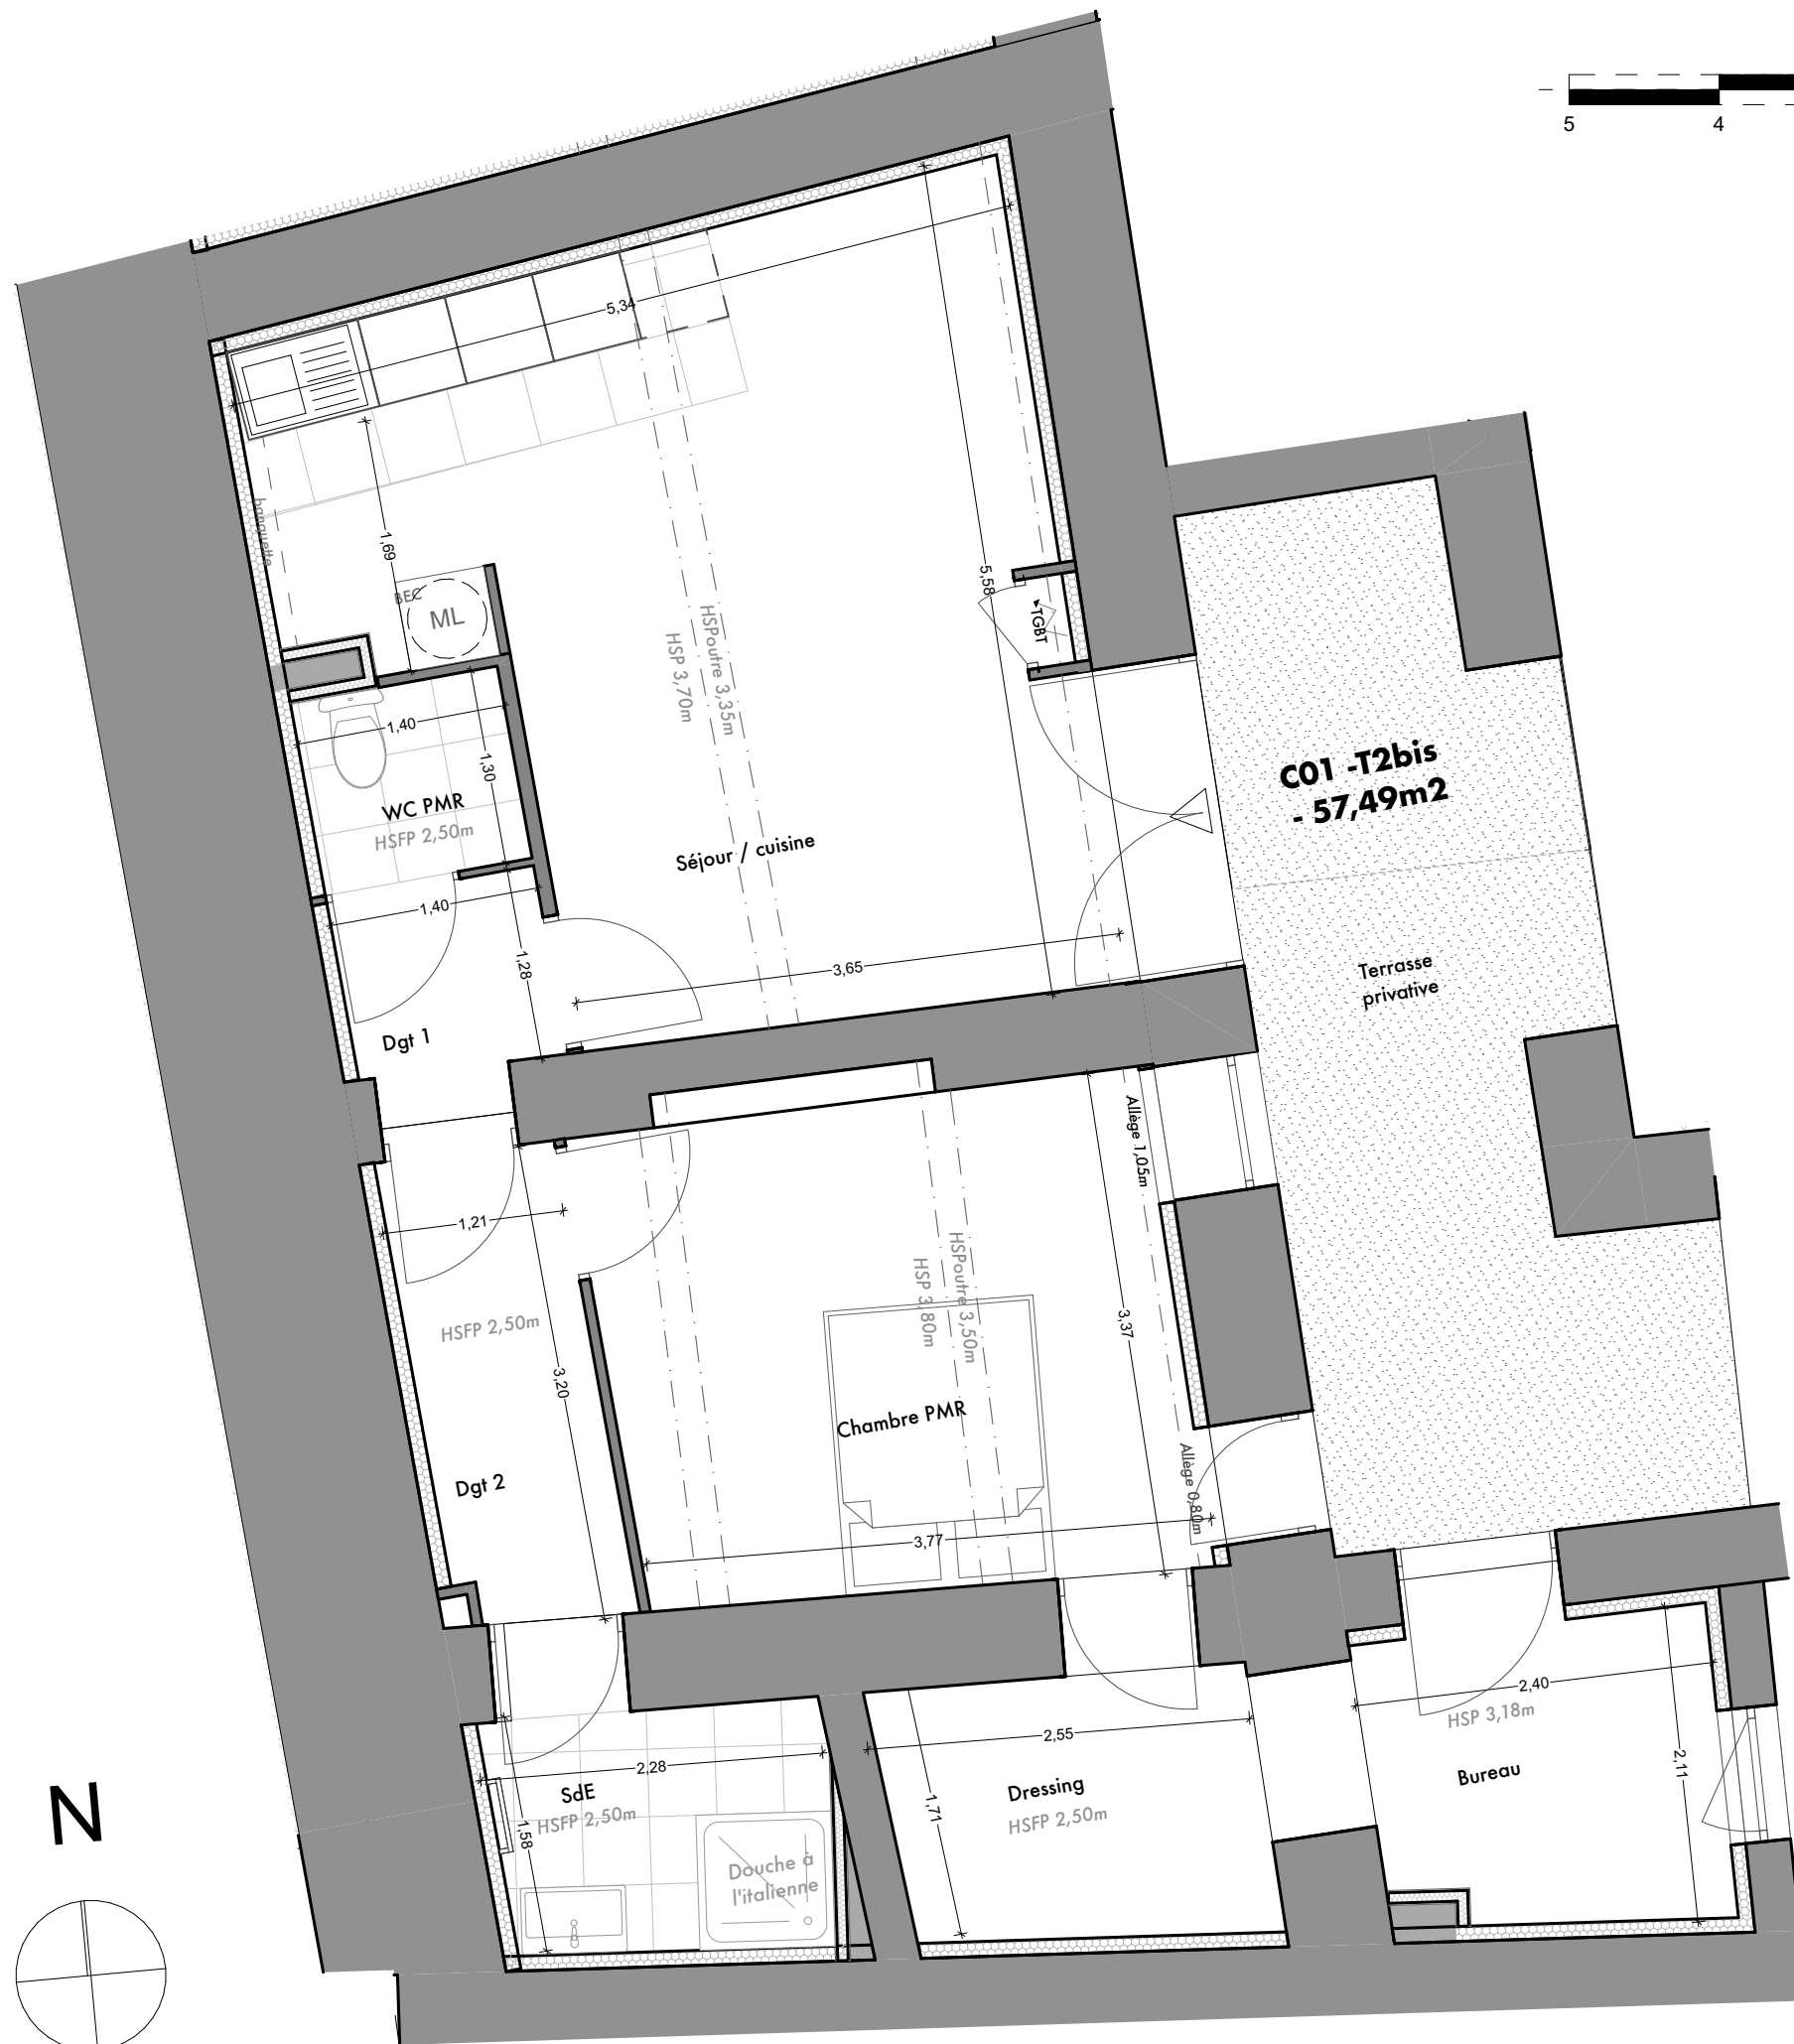 5
4
5,34
banquette
1,69
BEC
ML
5,58
TGBT
HSPoutre 3,35m
HSP 3,70m
1,40
1,30
WC PMR
HSFP 2,50m
C01 -T2bis
- 57,49m2
Séjour / cuisine
1,40
1,28
3,65
Terrasse
privative
Dgt 1
Allège 1,05m
1,21
HSPoutre 3,50m
HSP 3,80m
3,37
HSFP 2,50m
3,20
Chambre PMR
Dgt 2
Allège 0,80m
3,77
2,40
HSP 3,18m
2,55
2,11
2,28
Bureau
SdE
HSFP 2,50m
Dressing
HSFP 2,50m
1,71
1,58
N
Douche à
l'italienne